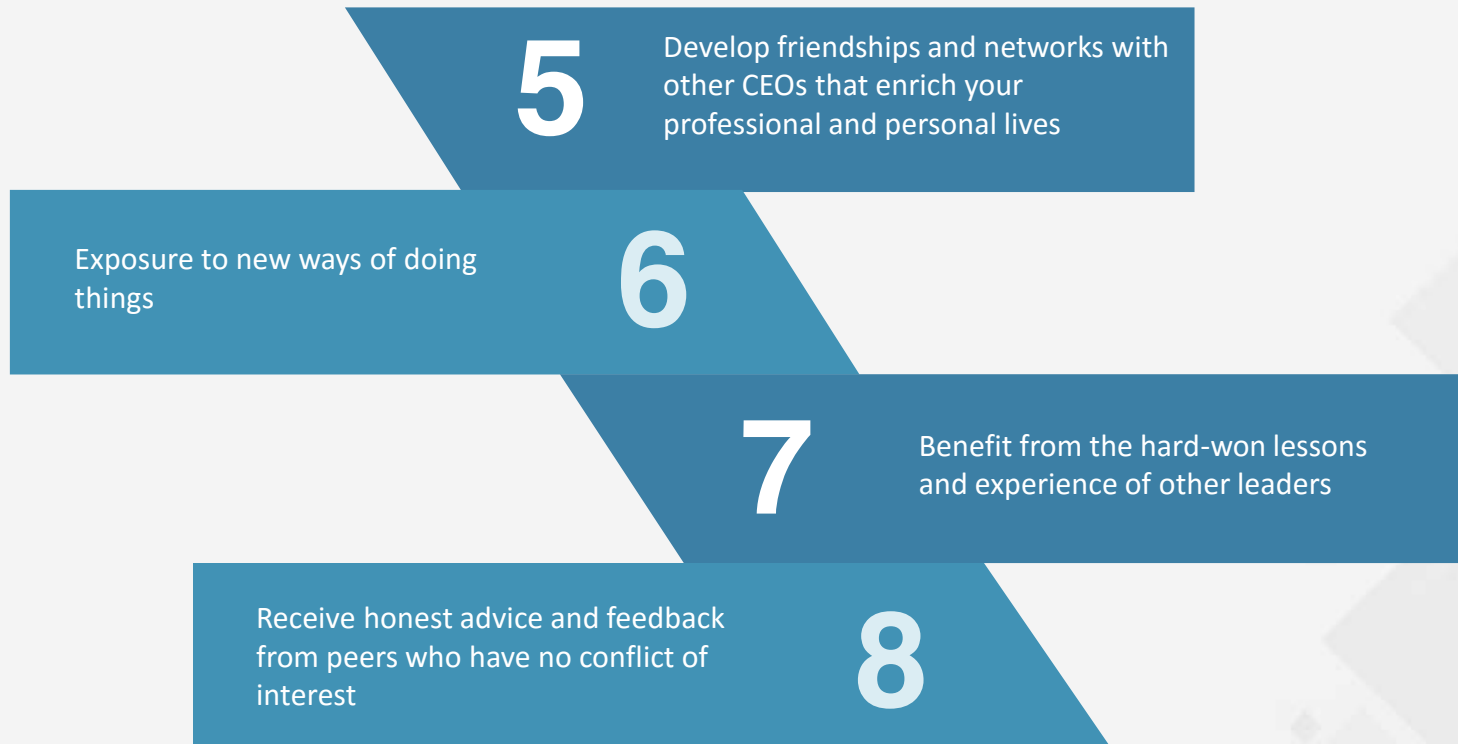 5
Develop friendships and networks with
other CEOs that enrich your
professional and personal lives
Exposure to new ways of doing
things
6
7
Benefit from the hard-won lessons
and experience of other leaders
Receive honest advice and feedback
from peers who have no conflict of
interest
8